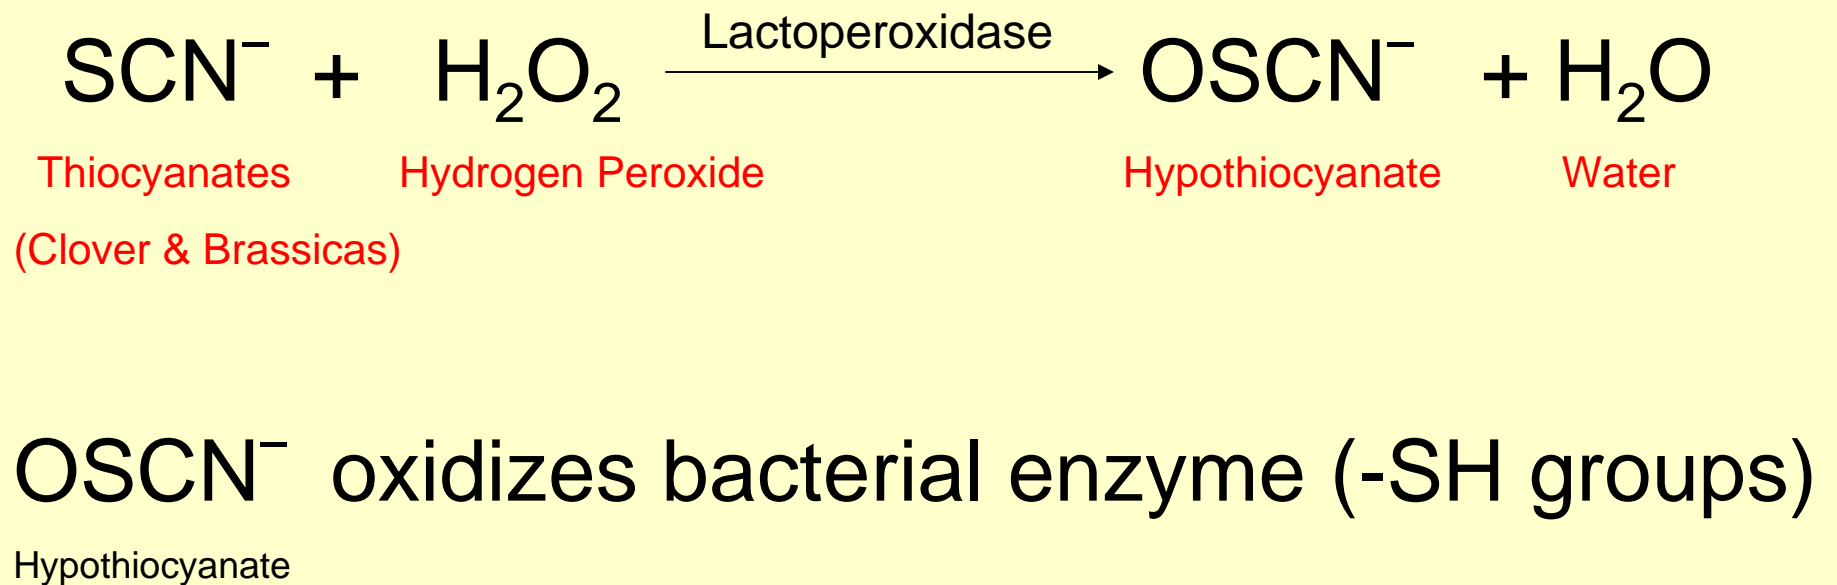 Lactoperoxidase
SCN⁻ + H₂O₂ → OSCN⁻ + H₂O
Thiocyanates Hydrogen Peroxide Hypothiocyanate Water
(Clover & Brassicas)
OSCN⁻ oxidizes bacterial enzyme (-SH groups)
Hypothiocyanate